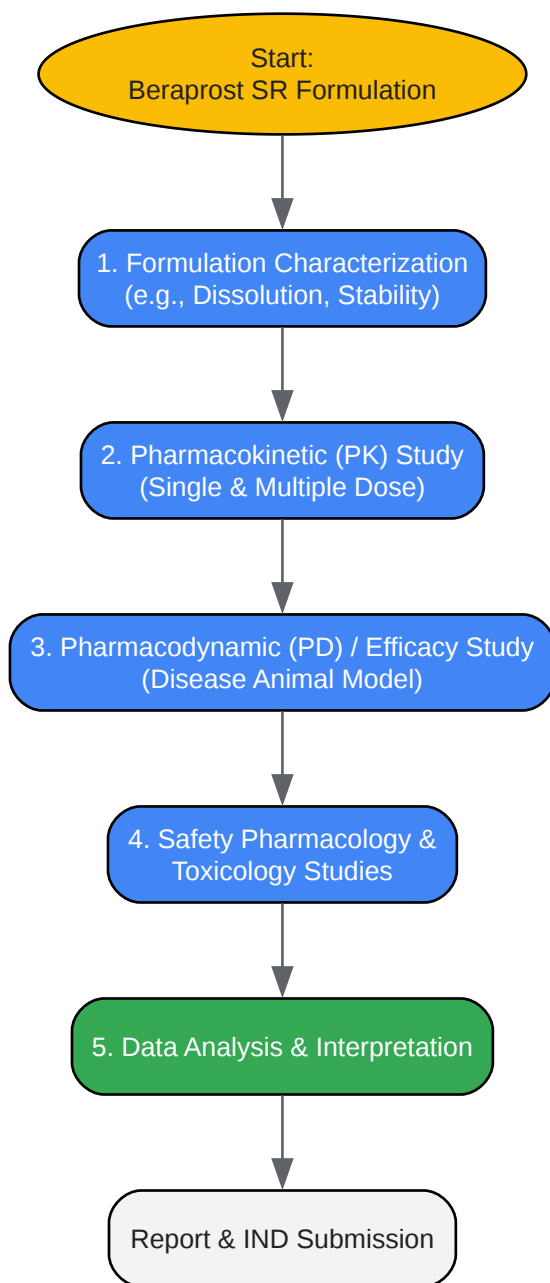 Start:
Beraprost SR Formulation
1. Formulation Characterization
(e.g., Dissolution, Stability)
2. Pharmacokinetic (PK) Study
(Single & Multiple Dose)
3. Pharmacodynamic (PD) / Efficacy Study
(Disease Animal Model)
4. Safety Pharmacology &
Toxicology Studies
5. Data Analysis & Interpretation
Report & IND Submission